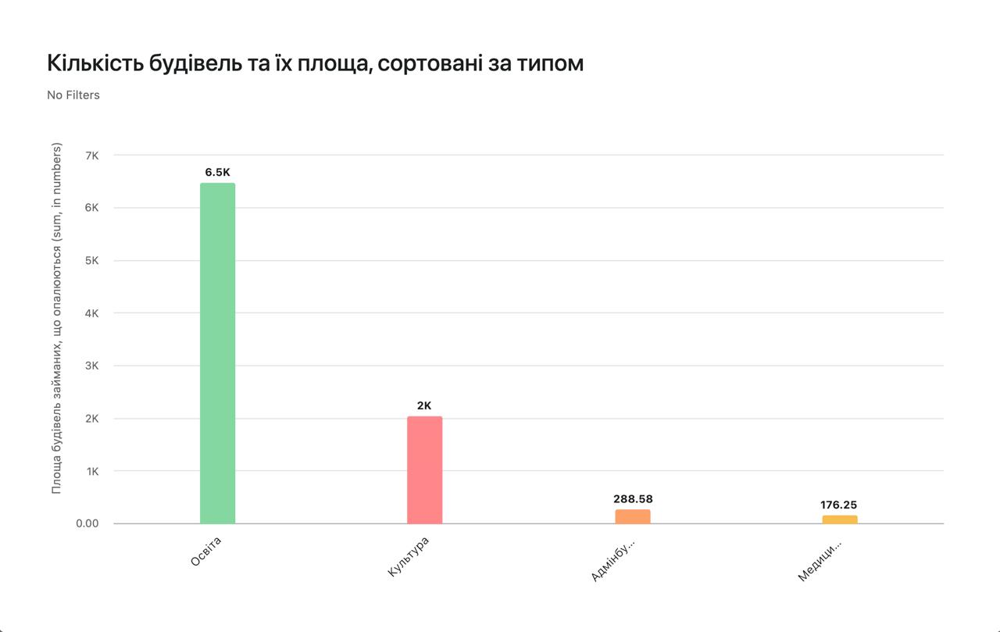 Кількість будівель та їх площа, сортовані за типом
No Filters
Площа будівель займаних, що опалюються (sum, in numbers)
7K
6K
5K
4K
3K
2K
1K
0.00
6.5K
2K
288.58
176.25
Освіта
Культура
Адмінбу...
Медици...